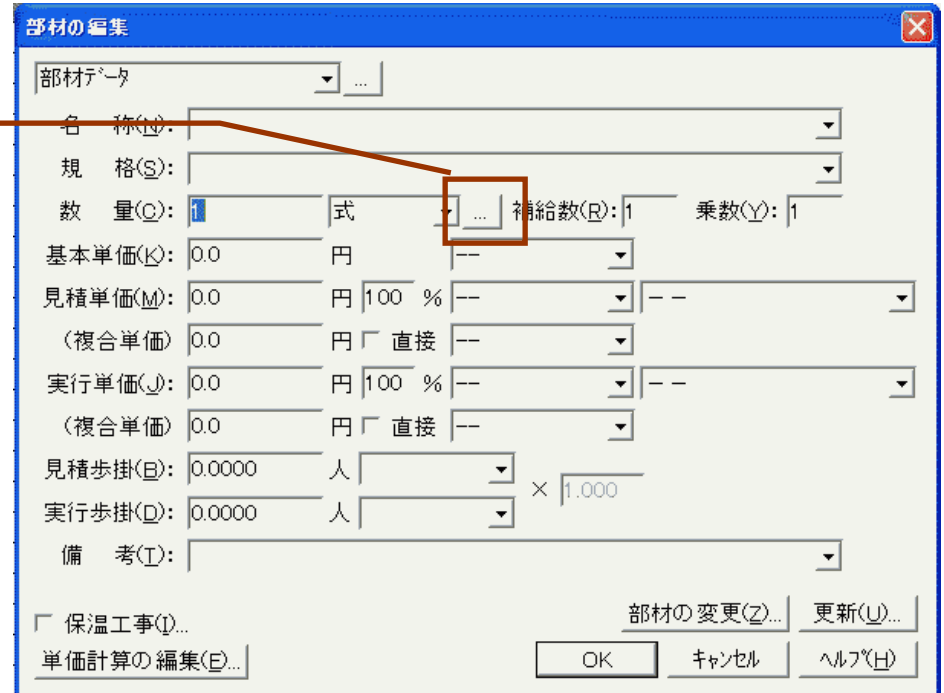 部材の編集
部材ﾃﾞｰﾀ ...
名 称(N):
規 格(S):
数 量(C): 1 式 ... 補給数(R): 1 乗数(Y): 1
基本単価(K): 0.0 円 --
見積単価(M): 0.0 円 100 % -- - -
(複合単価) 0.0 円 直接 --
実行単価(J): 0.0 円 100 % -- - -
(複合単価) 0.0 円 直接 --
見積歩掛(B): 0.0000 人
× 1.000
実行歩掛(D): 0.0000 人
備 考(T):
部材の変更(Z)... 更新(U)...
保温工事(I)...
単価計算の編集(E)... OK ｷｬﾝｾﾙ ﾍﾙﾌﾟ(H)